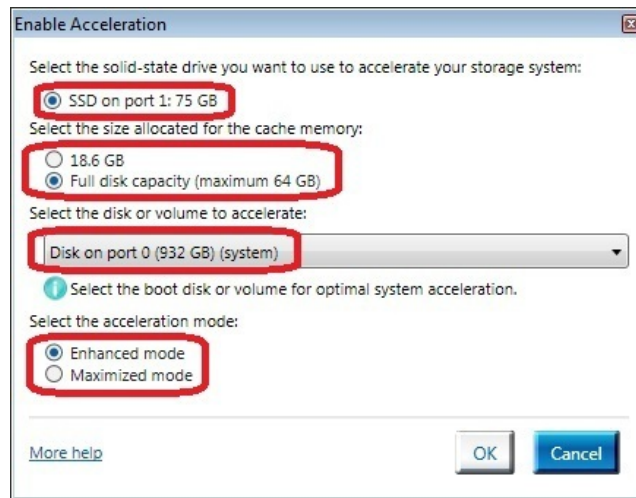 Enable Acceleration
Select the solid-state drive you want to use to accelerate your storage system:
SSD on port 1: 75 GB
Select the size allocated for the cache memory:
18.6 GB
Full disk capacity (maximum 64 GB)
Select the disk or volume to accelerate:
Disk on port 0 (932 GB) (system)
Select the boot disk or volume for optimal system acceleration.
Select the acceleration mode:
Enhanced mode
Maximized mode
More help
OK
Cancel